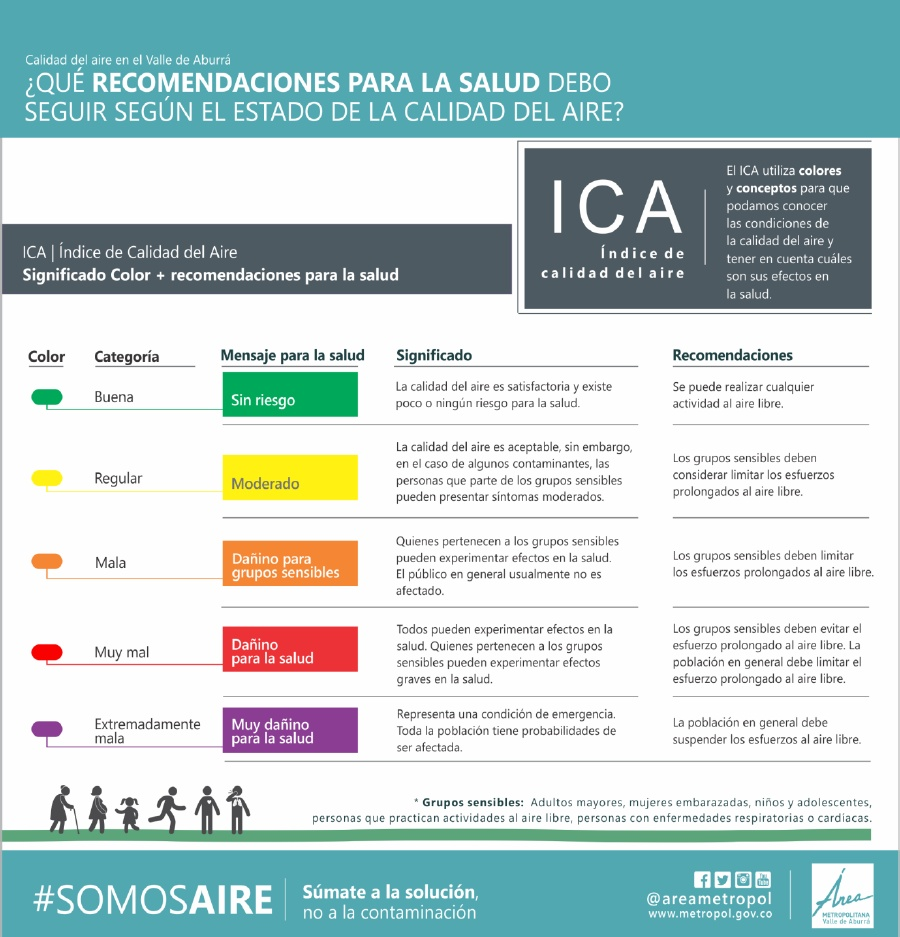 Calidad del aire en el Valle de Aburrá
¿QUÉ RECOMENDACIONES PARA LA SALUD DEBO
SEGUIR SEGÚN EL ESTADO DE LA CALIDAD DEL AIRE?
ICA
Índice de
calidad del aire
El ICA utiliza colores
y conceptos para que
podamos conocer
las condiciones de
la calidad del aire y
tener en cuenta cuáles
son sus efectos en
la salud.
ICA | Índice de Calidad del Aire
Significado Color + recomendaciones para la salud
Color
Categoría
Mensaje para la salud
Significado
Recomendaciones
Buena
Sin riesgo
La calidad del aire es satisfactoria y existe
poco o ningún riesgo para la salud.
Se puede realizar cualquier
actividad al aire libre.
Regular
Moderado
La calidad del aire es aceptable, sin embargo,
en el caso de algunos contaminantes, las
personas que parte de los grupos sensibles
pueden presentar síntomas moderados.
Los grupos sensibles deben
considerar limitar los esfuerzos
prolongados al aire libre.
Mala
Dañino para
grupos sensibles
Quienes pertenecen a los grupos sensibles
pueden experimentar efectos en la salud.
El público en general usualmente no es
afectado.
Los grupos sensibles deben limitar
los esfuerzos prolongados al aire libre.
Muy mal
Dañino
para la salud
Todos pueden experimentar efectos en la
salud. Quienes pertenecen a los grupos
sensibles pueden experimentar efectos
graves en la salud.
Los grupos sensibles deben evitar el
esfuerzo prolongado al aire libre. La
población en general debe limitar el
esfuerzo prolongado al aire libre.
Extremadamente
mala
Muy dañino
para la salud
Representa una condición de emergencia.
Toda la población tiene probabilidades de
ser afectada.
La población en general debe
suspender los esfuerzos al aire libre.
* Grupos sensibles: Adultos mayores, mujeres embarazadas, niños y adolescentes,
personas que practican actividades al aire libre, personas con enfermedades respiratorias o cardiacas.
#SOMOSAIRE
Súmate a la solución,
no a la contaminación
@areametropol
www.metropol.gov.co
Área
METROPOLITANA
Valle de Aburrá